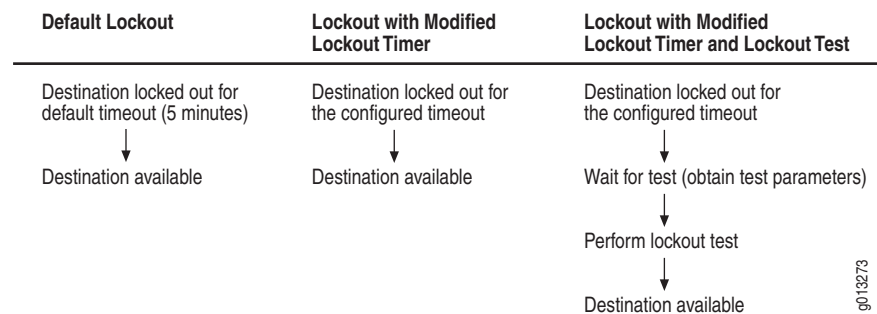 Default Lockout
Lockout with Modified
Lockout Timer
Lockout with Modified
Lockout Timer and Lockout Test
Destination locked out for
default timeout (5 minutes)
Destination available
Destination locked out for
the configured timeout
Destination available
Destination locked out for
the configured timeout
Wait for test (obtain test parameters)
Perform lockout test
Destination available
g013273